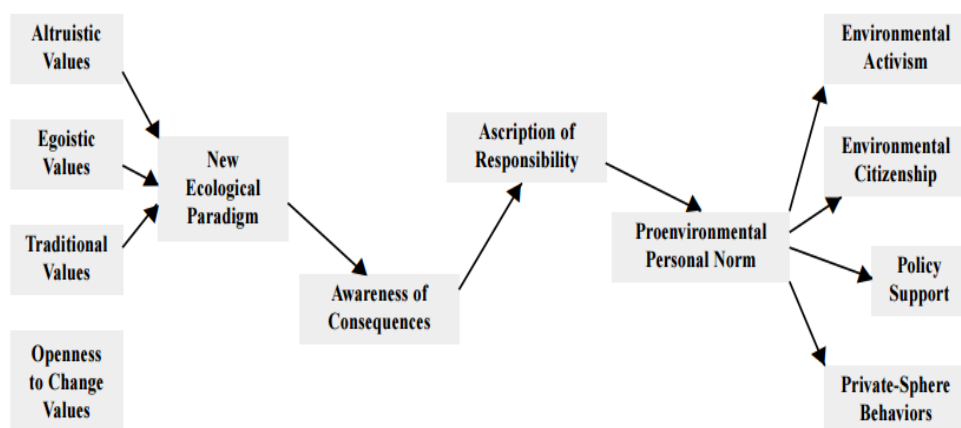 Altruistic
Values
Egoistic
Values
Traditional
Values
Openness
to Change
Values
New
Ecological
Paradigm
Awareness of
Consequences
Ascription of
Responsibility
Proenvironmental
Personal Norm
Environmental
Activism
Environmental
Citizenship
Policy
Support
Private-Sphere
Behaviors